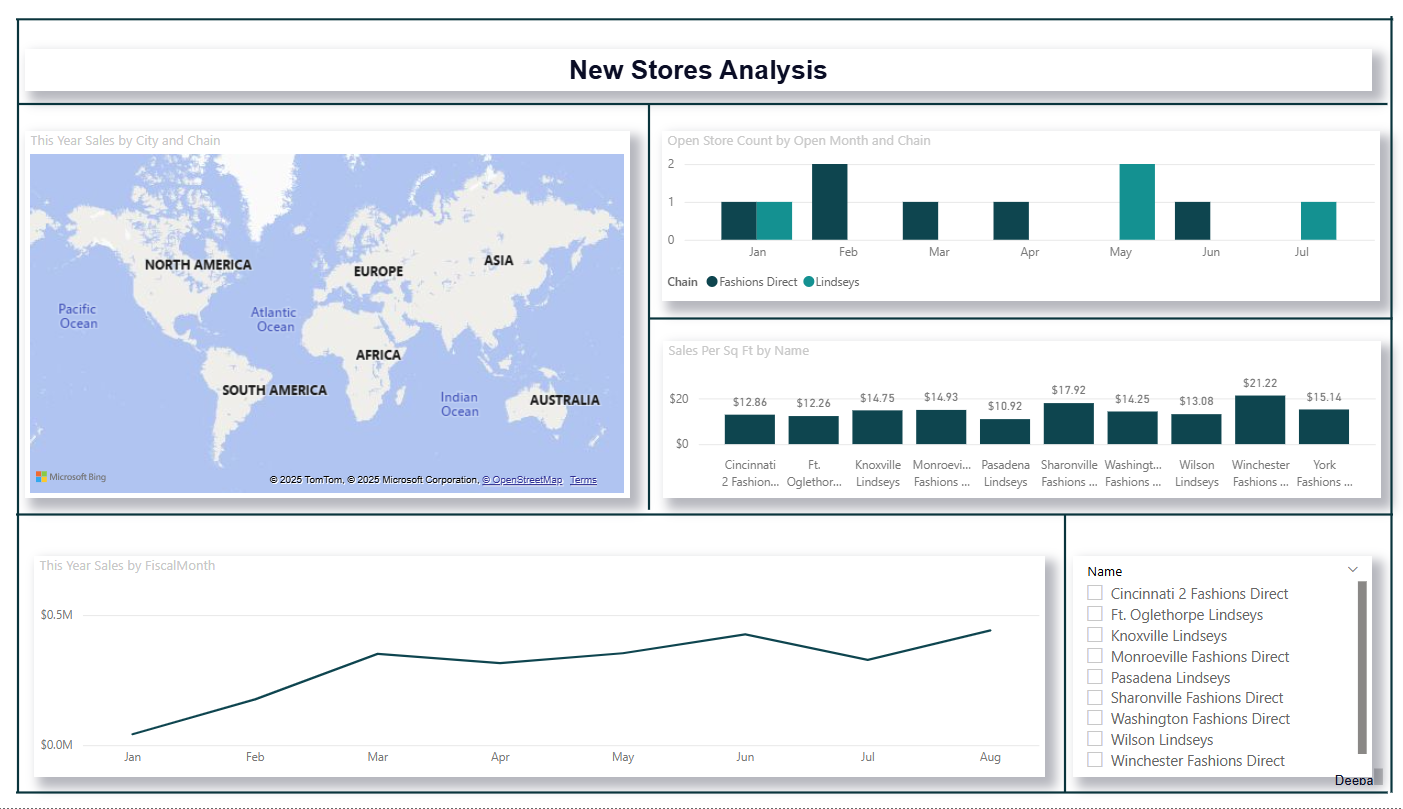 New Stores Analysis
This Year Sales by City and Chain
NORTH AMERICA
EUROPE
ASIA
Pacific
Ocean
Atlantic
Ocean
AFRICA
SOUTH AMERICA
Indian
Ocean
AUSTRALIA
Microsoft Bing
© 2025 TomTom, © 2025 Microsoft Corporation, © OpenStreetMap Terms
Open Store Count by Open Month and Chain
2
1
0
Jan Feb Mar Apr May Jun Jul
Chain Fashions Direct Lindseys
Sales Per Sq Ft by Name
$20
$0
$12.86 $12.26 $14.75 $14.93 $10.92 $17.92 $14.25 $13.08 $21.22 $15.14
Cincinnati Ft. Knoxville Monroevi... Pasadena Sharonville Washingt... Wilson Winchester York
2 Fashion... Oglethor... Lindseys Fashions ... Lindseys Fashions ... Fashions ... Lindseys Fashions ... Fashions ...
This Year Sales by FiscalMonth
$0.5M
$0.0M
Jan Feb Mar Apr May Jun Jul Aug
Name
Cincinnati 2 Fashions Direct
Ft. Oglethorpe Lindseys
Knoxville Lindseys
Monroeville Fashions Direct
Pasadena Lindseys
Sharonville Fashions Direct
Washington Fashions Direct
Wilson Lindseys
Winchester Fashions Direct
Deeba